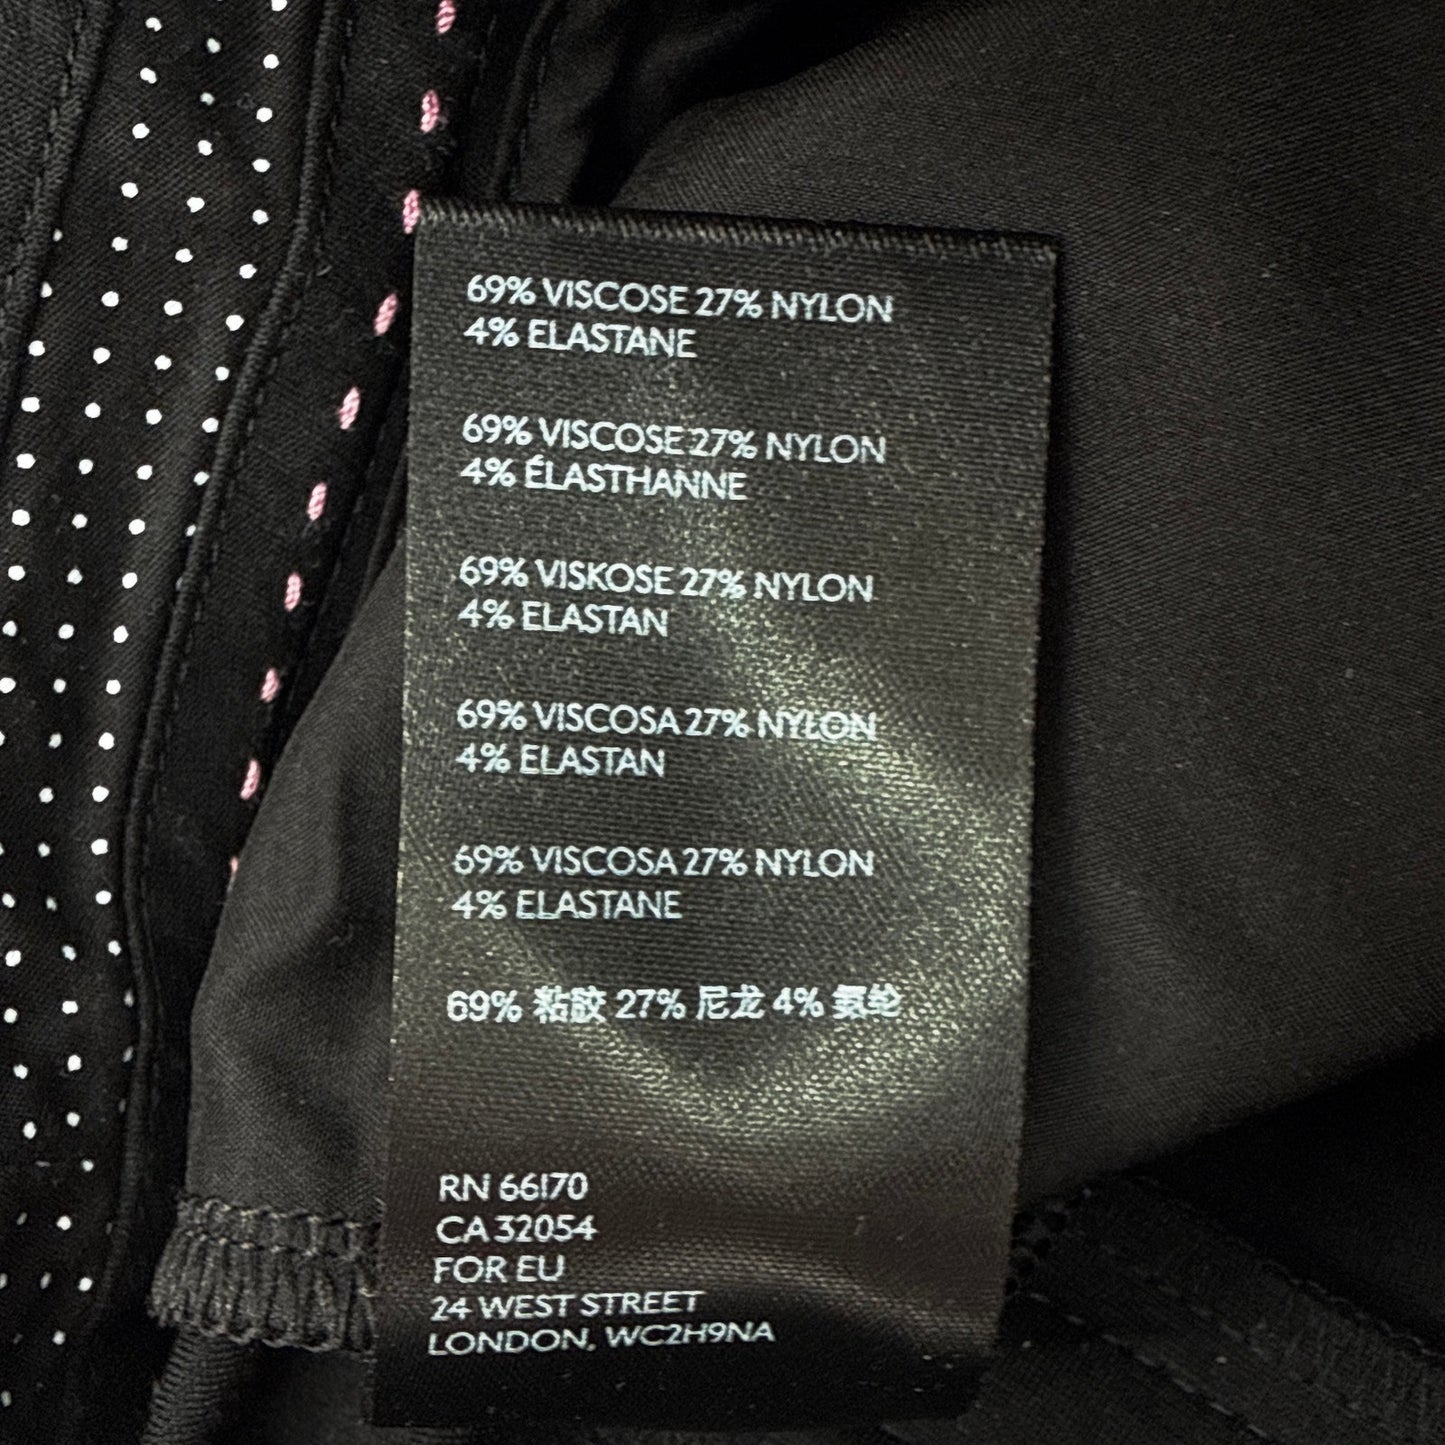 69% VISCOSE 27% NYLON
4% ELASTANE
69% VISCOSE 27% NYLON
4% ÉLASTHANNE
69% VISKOSE 27% NYLON
4% ELASTAN
69% VISCOSA 27% NYLON
4% ELASTAN
69% VISCOSA 27% NYLON
4% ELASTANE
69% 粘胶 27% 尼龙 4% 氨纶
RN 66170
CA 32054
FOR EU
24 WEST STREET
LONDON, WC2H9NA